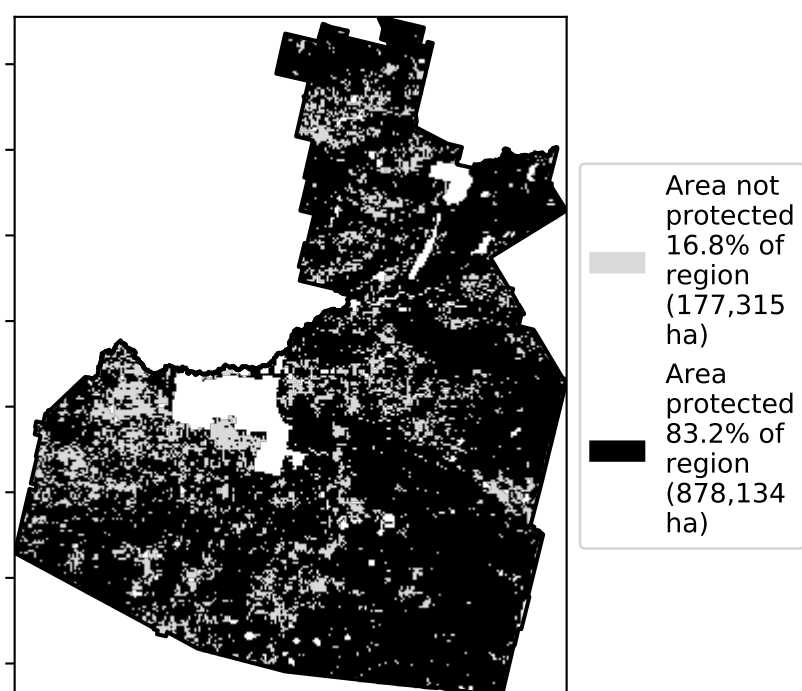 Area not
protected
16.8% of
region
(177,315
ha)
Area
protected
83.2% of
region
(878,134
ha)